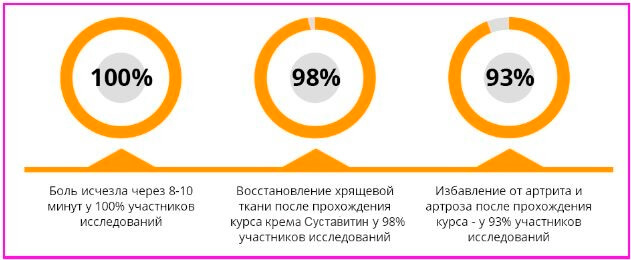 100%
98%
93%
Боль исчезла через 8-10
минут у 100% участников
исследований
Восстановление хрящевой
ткани после прохождения
курса крема Суставитин у 98%
участников исследований
Избавление от артрита и
артроза после прохождения
курса - у 93% участников
исследований